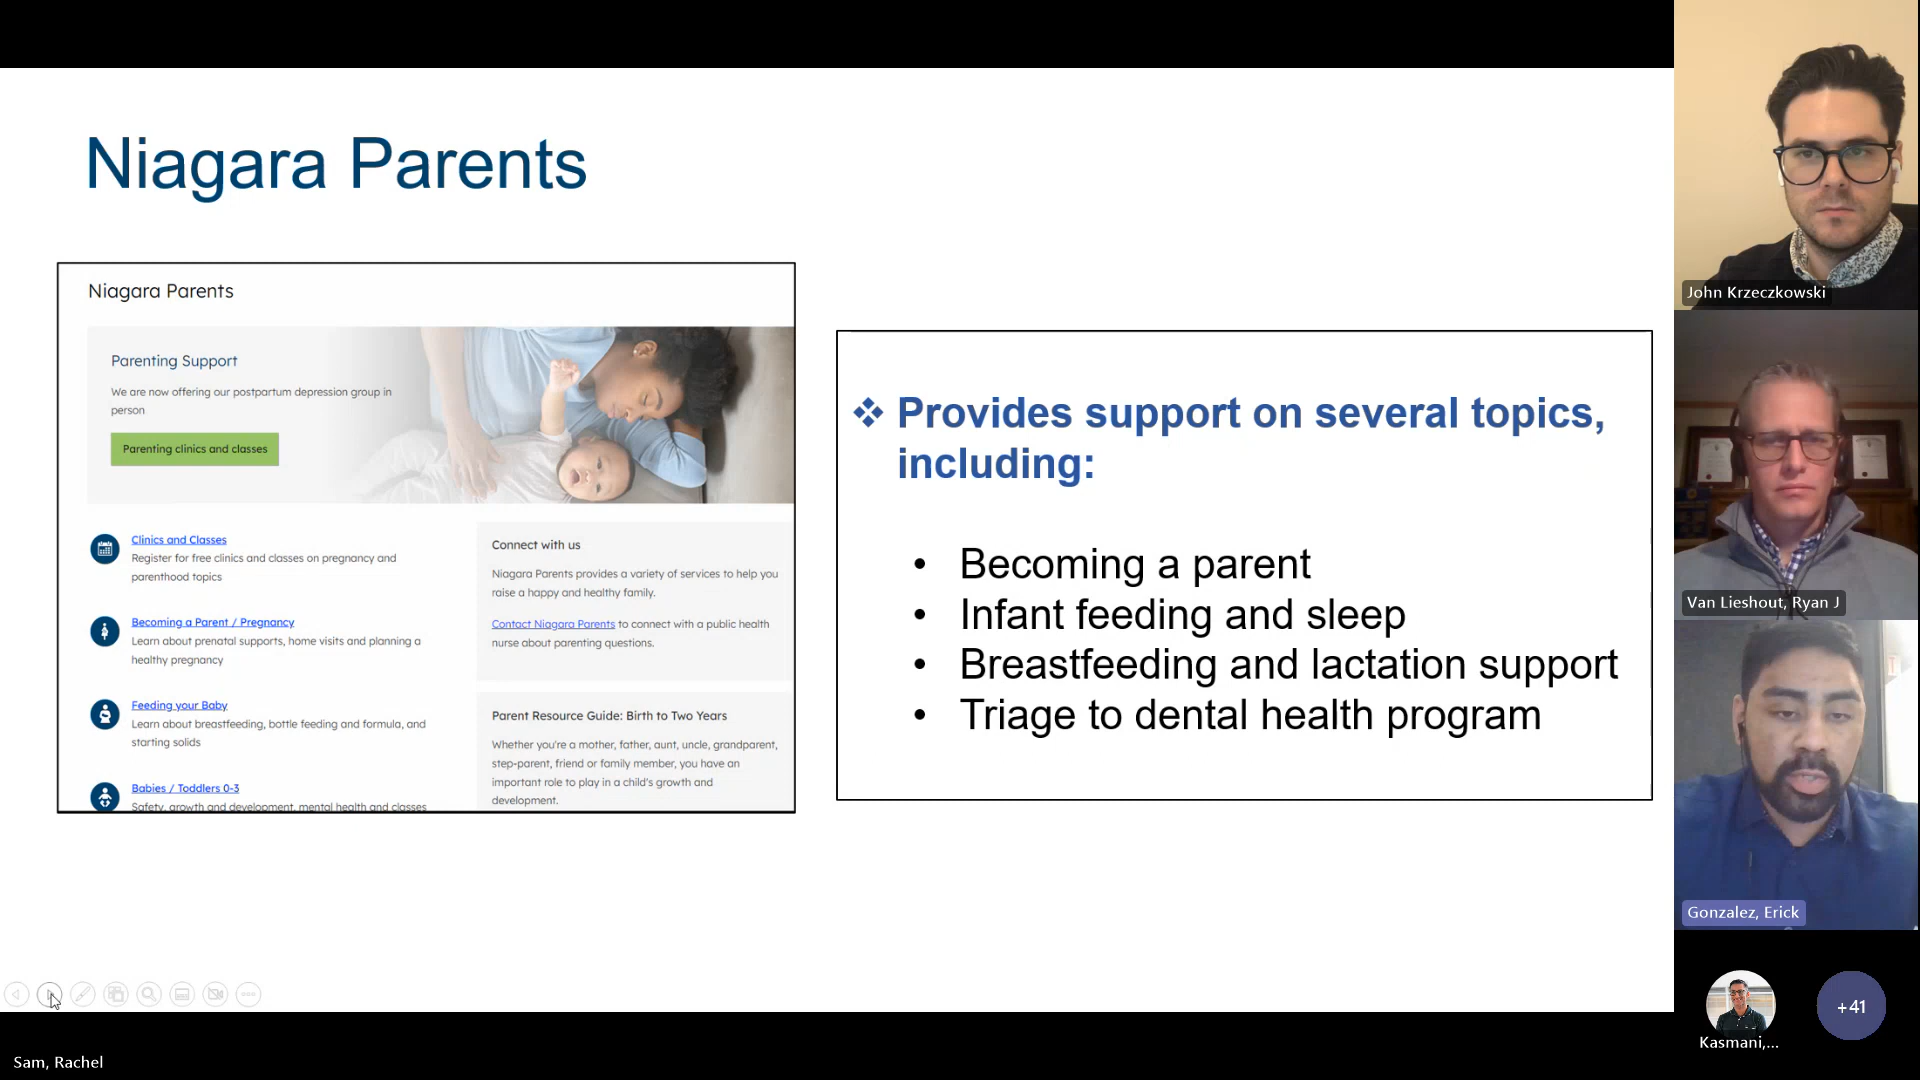 Niagara Parents
Niagara Parents
Parenting Support
We are now offering our postpartum depression group in
person
Parenting clinics and classes
Clinics and Classes
Register for free clinics and classes on pregnancy and
parenthood topics
Becoming a Parent / Pregnancy
Learn about prenatal supports, home visits and planning a
healthy pregnancy
Feeding your Baby
Learn about breastfeeding, bottle feeding and formula, and
starting solids
Babies / Toddlers 0-3
Safety, growth and development, mental health and classes
Connect with us
Niagara Parents provides a variety of services to help you
raise a happy and healthy family.
Contact Niagara Parents to connect with a public health
nurse about parenting questions.
Parent Resource Guide: Birth to Two Years
Whether you're a mother, father, aunt, uncle, grandparent,
step-parent, friend or family member, you have an
important role to play in a child's growth and
development.
❖ Provides support on several topics,
including:
• Becoming a parent
• Infant feeding and sleep
• Breastfeeding and lactation support
• Triage to dental health program
John Krzeczkowski
Van Lieshout, Ryan J
Gonzalez, Erick
Kasmani,...
+41
Sam, Rachel